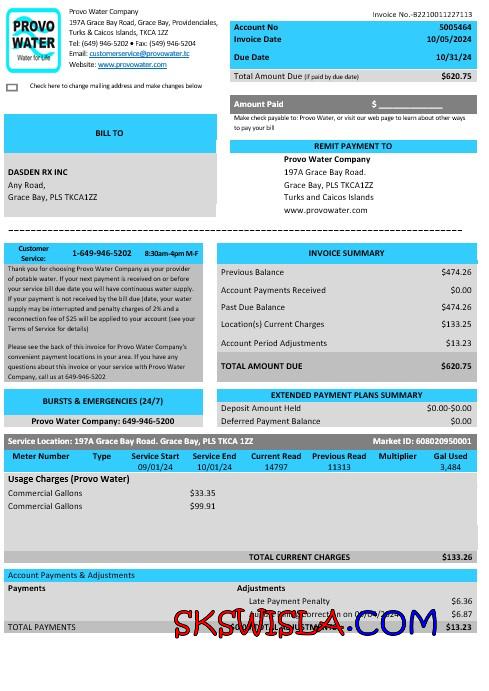 PROVO
WATER
Water for Life
Provo Water Company
197A Grace Bay Road, Grace Bay, Providenciales,
Turks & Caicos Islands, TKCA 1ZZ
Tel: (649) 946-5202 • Fax: (649) 946-5204
Email: customerservice@provowater.tc
Website: www.provowater.com
Check here to change mailing address and make changes below
Invoice No.-B2210011227113
Account No 5005464
Invoice Date 10/05/2024
Due Date 10/31/24
Total Amount Due (if paid by due date) $620.75
Amount Paid $ ______________
Make check payable to: Provo Water, or visit our web page to learn about other ways
to pay your bill
BILL TO
DASDEN RX INC
Any Road,
Grace Bay, PLS TKCA1ZZ
REMIT PAYMENT TO
Provo Water Company
197A Grace Bay Road.
Grace Bay, PLS TKCA1ZZ
Turks and Caicos Islands
www.provowater.com
Customer Service: 1-649-946-5202 8:30am-4pm M-F
Thank you for choosing Provo Water Company as your provider
of potable water. If your next payment is received on or before
your service bill due date you will have continuous water supply.
If your payment is not received by the bill due |date, your water
supply may be interrupted and penalty charges of 2% and a
reconnection fee of $25 will be applied to your account (see your
Terms of Service for details)
Please see the back of this invoice for Provo Water Company's
convenient payment locations in your area. If you have any
questions about this invoice or your service with Provo Water
Company, call us at 649-946-5202
INVOICE SUMMARY
Previous Balance $474.26
Account Payments Received $0.00
Past Due Balance $474.26
Location(s) Current Charges $133.25
Account Period Adjustments $13.23
TOTAL AMOUNT DUE $620.75
BURSTS & EMERGENCIES (24/7)
Provo Water Company: 649-946-5200
EXTENDED PAYMENT PLANS SUMMARY
Deposit Amount Held $0.00-$0.00
Deferred Payment Balance $0.00
Service Location: 197A Grace Bay Road. Grace Bay, PLS TKCA 1ZZ Market ID: 608020950001
Meter Number Type Service Start Service End Current Read Previous Read Multiplier Gal Used
09/01/24 10/01/24 14797 11313 3,484
Usage Charges (Provo Water)
Commercial Gallons $33.35
Commercial Gallons $99.91
TOTAL CURRENT CHARGES $133.26
Account Payments & Adjustments
Payments Adjustments
Late Payment Penalty $6.36
on $6.87
TOTAL PAYMENTS TOTAL ADJUSTMENTS $13.23
SKSWISLA.COM